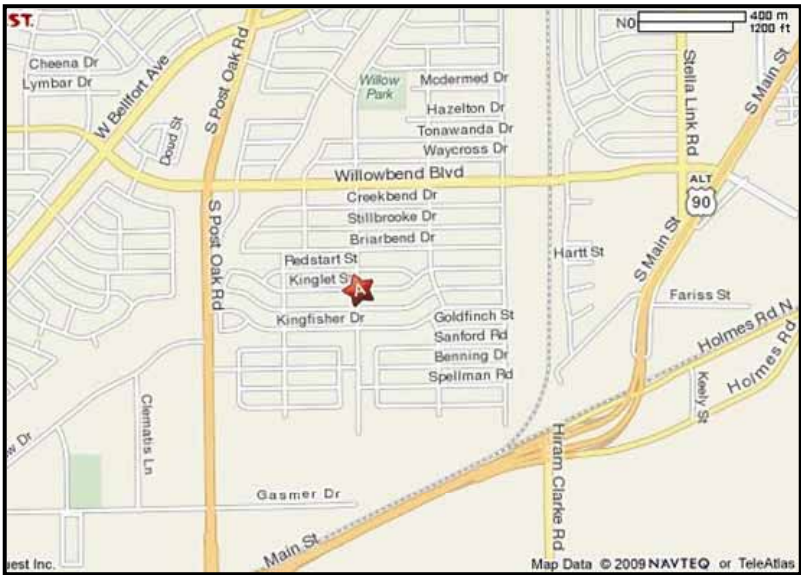 ST.
400 m
1200 ft
N0
Cheena Dr
Lymbar Dr
W Bellfort Ave
Doud St
S Post Oak Rd
Willow
Park
Mcdermed Dr
Hazelton Dr
Tonawanda Dr
Waycross Dr
Stella Link Rd
S Main St
Willowbend Blvd
ALT
90
Creekbend Dr
Stillbrooke Dr
Briarbend Dr
S Post Oak Rd
Redstart St
Kinglet S
A
Hartt St
S Main St
Fariss St
Kingfisher Dr
Goldfinch St
Sanford Rd
Benning Dr
Spellman Rd
Holmes Rd N
Holmes Rd
Keely St
Clematis Ln
w Dr
Hiram Clarke Rd
Gasmer Dr
Main St
uest Inc.
Map Data © 2009 NAVTEQ or TeleAtlas